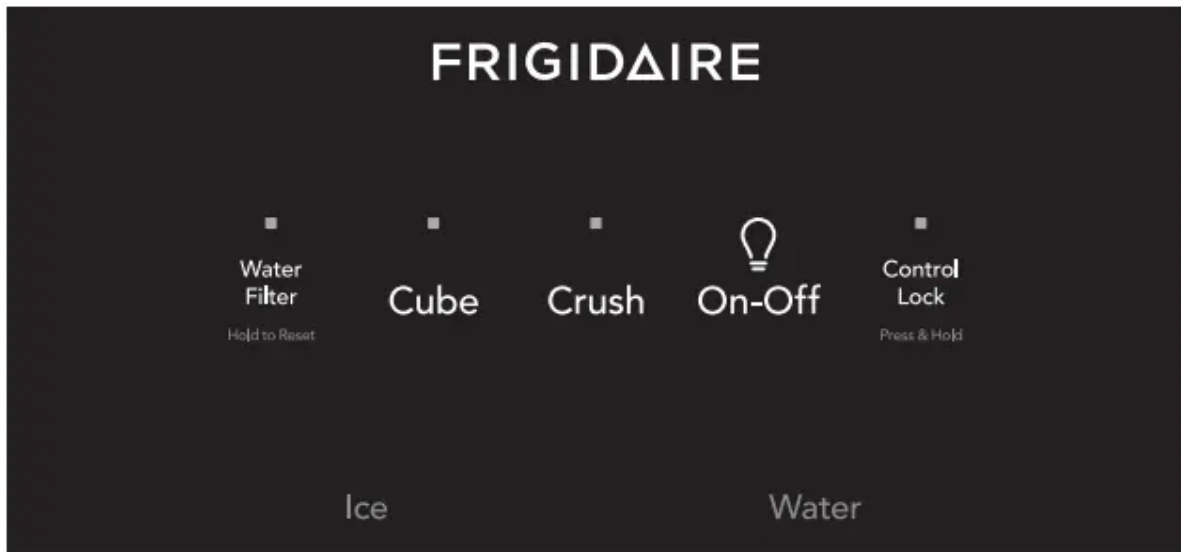 FRIGIDAIRE
Water
Filter
Hold to Reset
Cube
Crush
On-Off
Control
Lock
Press & Hold
Ice
Water